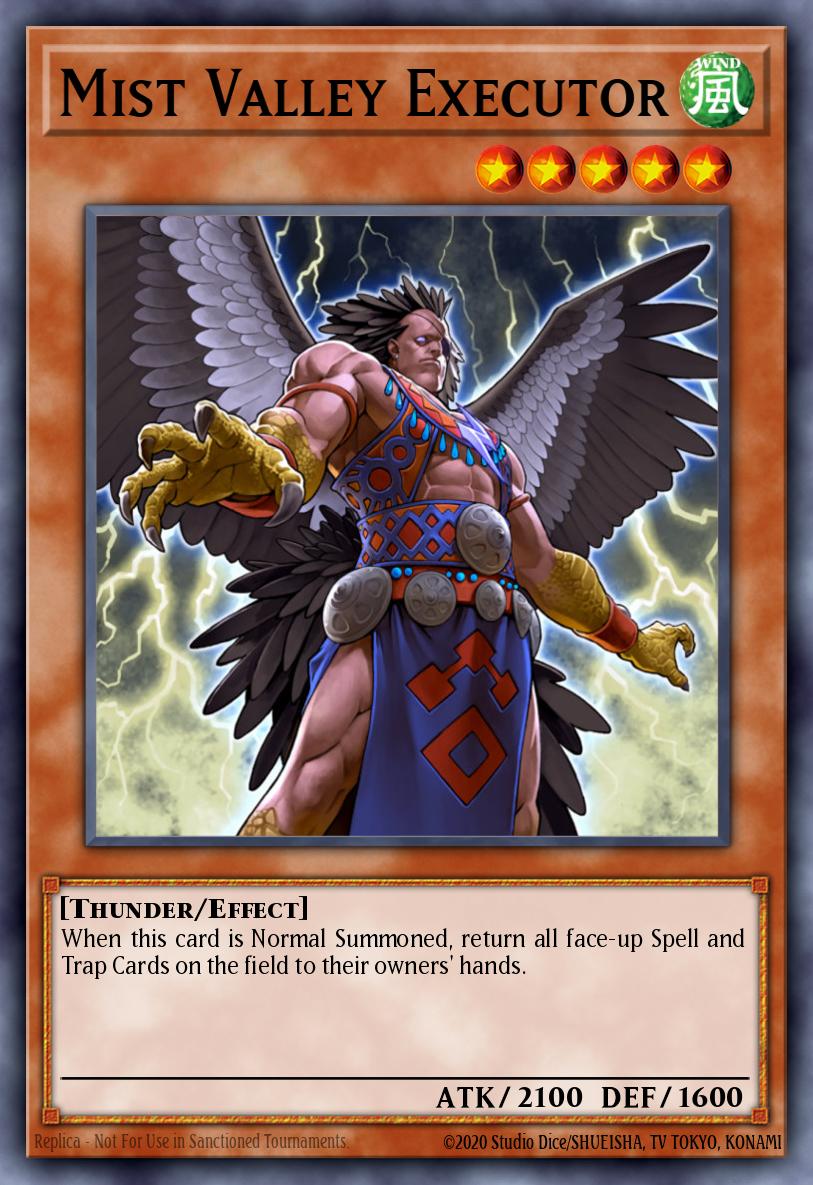 Mist Valley Executor
WIND
風
[Thunder/Effect]
When this card is Normal Summoned, return all face-up Spell and
Trap Cards on the field to their owners' hands.
ATK/2100 DEF/1600
Replica - Not For Use in Sanctioned Tournaments.
©2020 Studio Dice/SHUEISHA, TV TOKYO, KONAMI